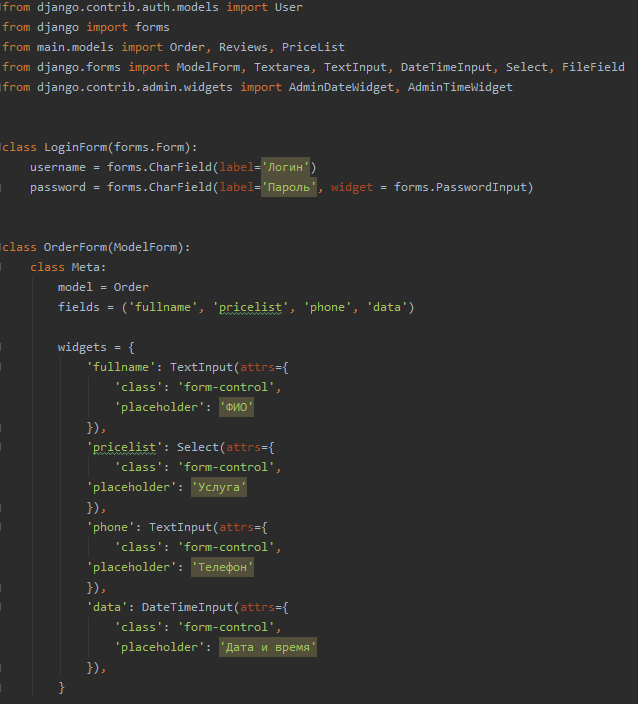 from django.contrib.auth.models import User
from django import forms
from main.models import Order, Reviews, PriceList
from django.forms import ModelForm, Textarea, TextInput, DateTimeInput, Select, FileField
from django.contrib.admin.widgets import AdminDateWidget, AdminTimeWidget
class LoginForm(forms.Form):
username = forms.CharField(label='Логин')
password = forms.CharField(label='Пароль', widget = forms.PasswordInput)
class OrderForm(ModelForm):
class Meta:
model = Order
fields = ('fullname', 'pricelist', 'phone', 'data')
widgets = {
'fullname': TextInput(attrs={
'class': 'form-control',
'placeholder': 'ФИО'
}),
'pricelist': Select(attrs={
'class': 'form-control',
'placeholder': 'Услуга'
}),
'phone': TextInput(attrs={
'class': 'form-control',
'placeholder': 'Телефон'
}),
'data': DateTimeInput(attrs={
'class': 'form-control',
'placeholder': 'Дата и время'
}),
}